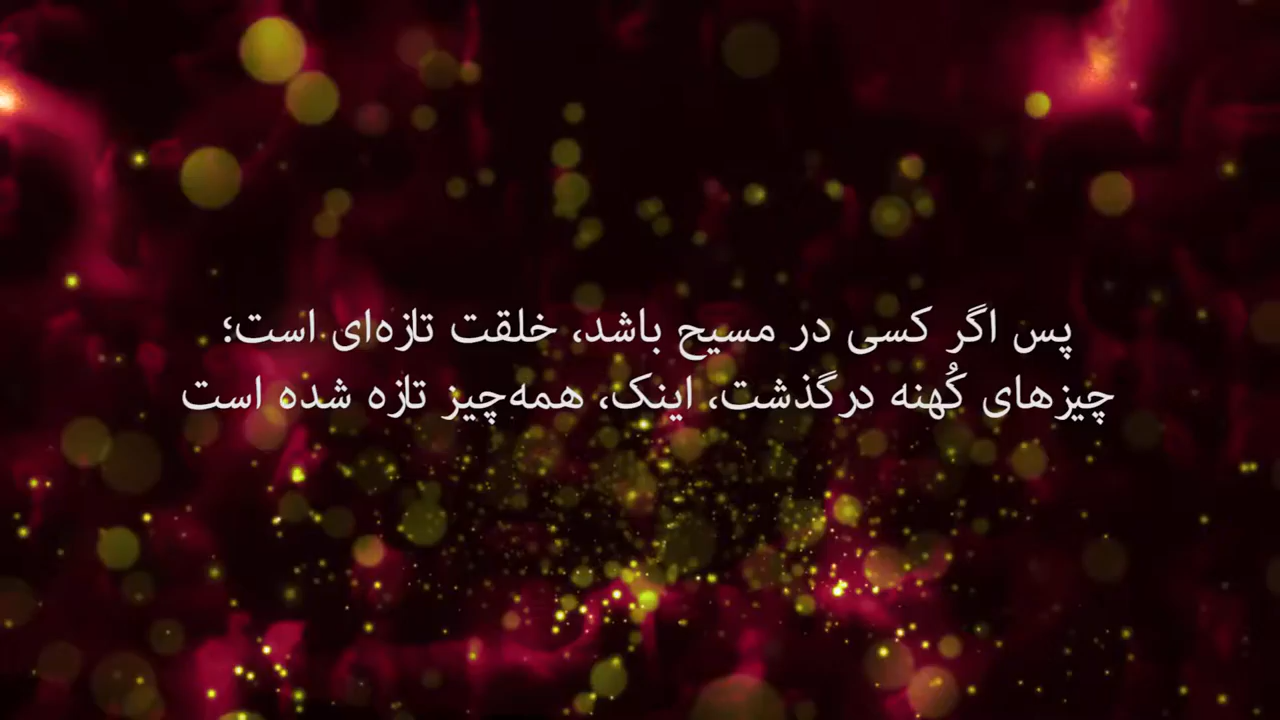 پس اگر کسی در مسیح باشد، خلقت تازه‌ای است؛
چیزهای کُهنه درگذشت، اینک، همه‌چیز تازه شده است